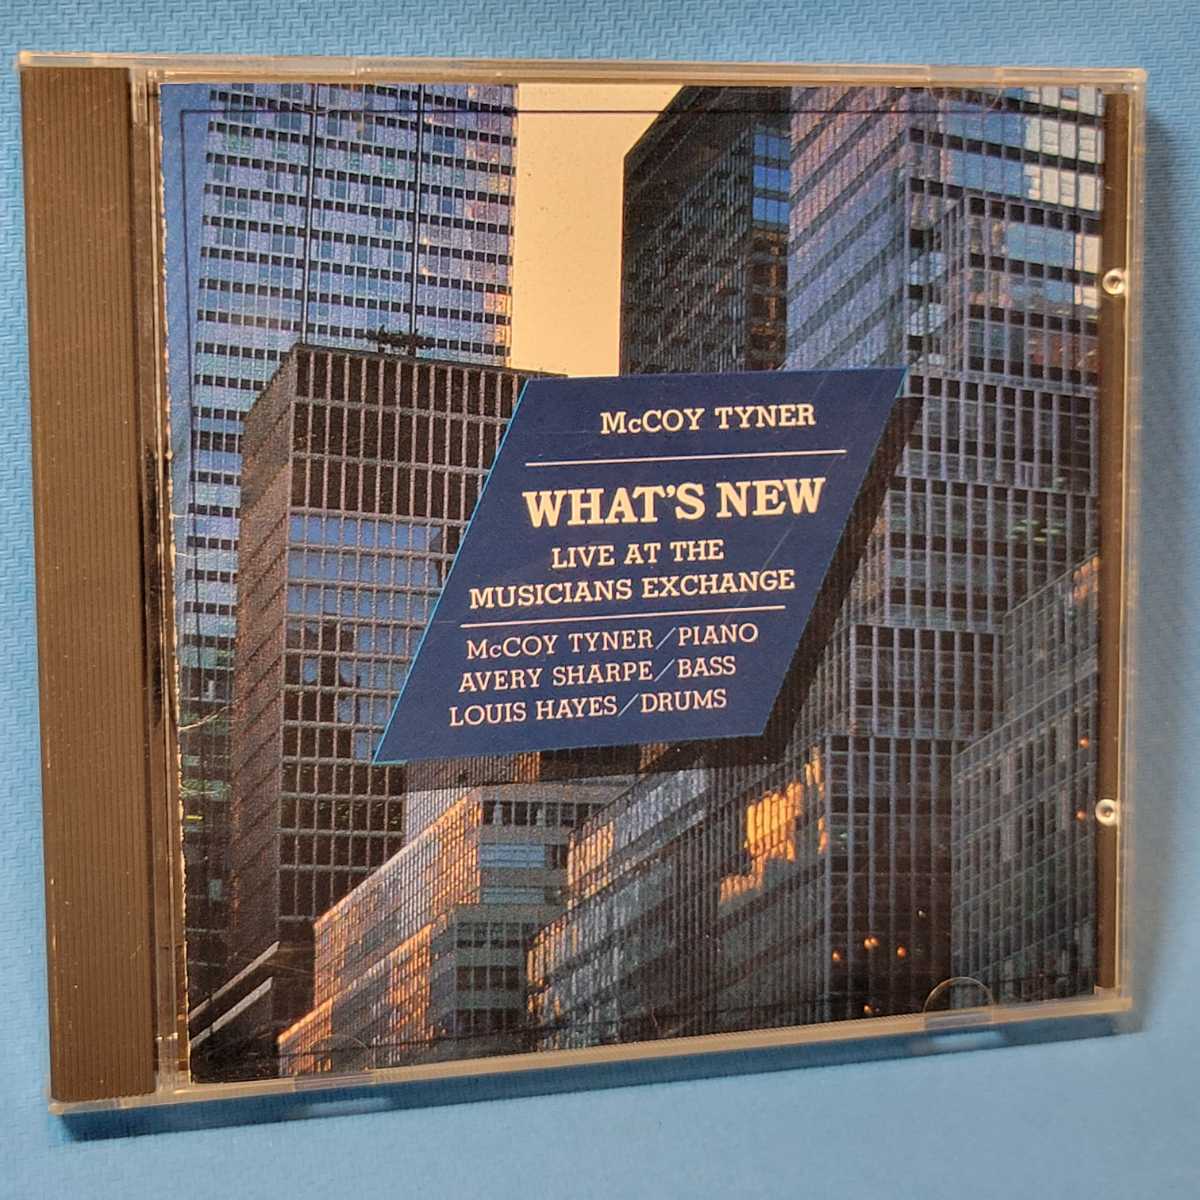 McCOY TYNER
WHAT'S NEW
LIVE AT THE
MUSICIANS EXCHANGE
McCOY TYNER/PIANO
AVERY SHARPE/BASS
LOUIS HAYES/DRUMS